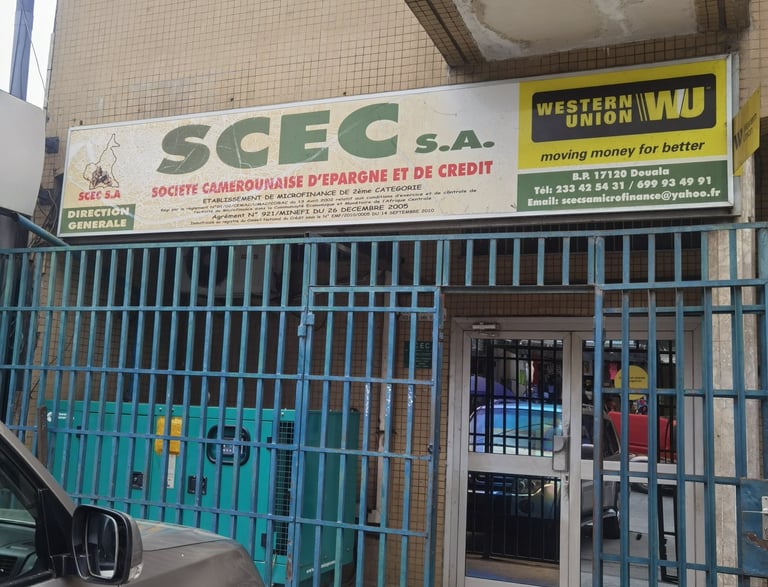 SCEC S.A.
SOCIETE CAMEROUNAISE D'EPARGNE ET DE CREDIT
ETABLISSEMENT DE MICROFINANCE DE 2ème CATEGORIE
Agrément N° 921/MINEFI DU 26 DECEMBRE 2005
SCEC S.A
DIRECTION
GENERALE
WESTERN
UNION WU
moving money for better
B.P. 17120 Douala
Tél: 233 42 54 31 / 699 93 49 91
Email: scecsamicrofinance@yahoo.fr